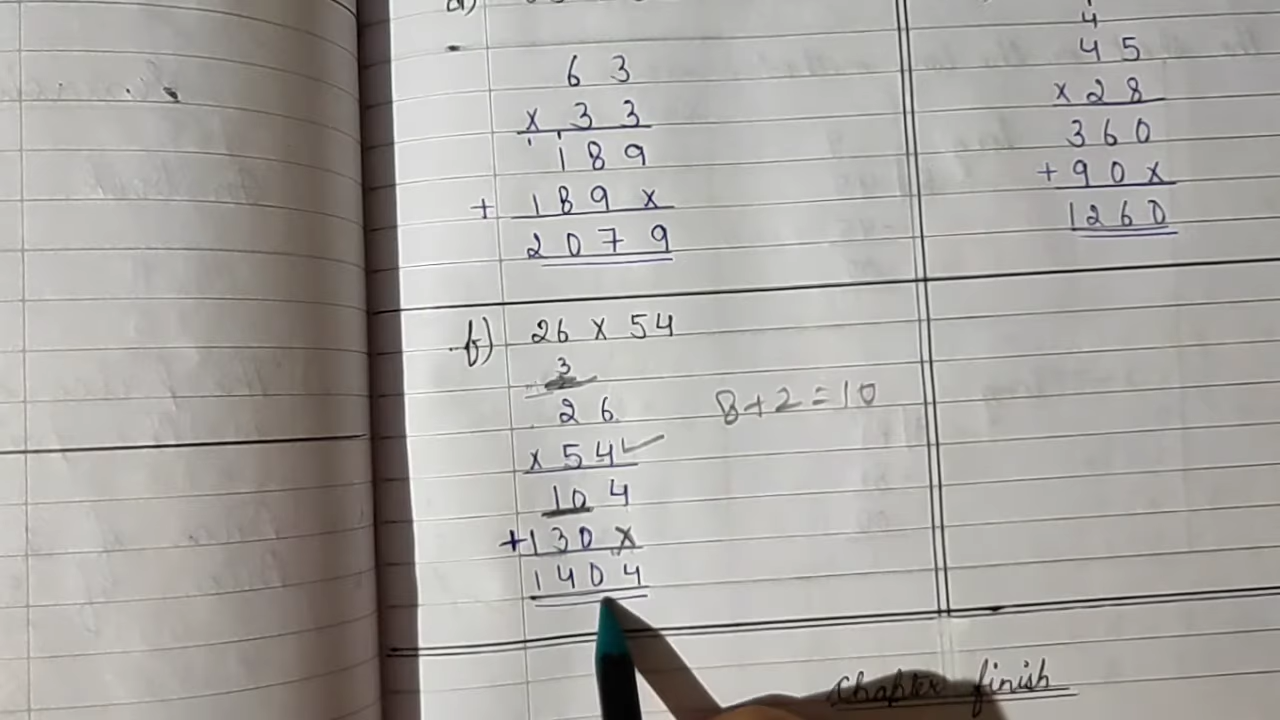 d)
6 3
x 3 3
1 8 9
+ 1 8 9 x
2 0 7 9
4
4 5
x 2 8
3 6 0
+ 9 0 x
1 2 6 0
f) 26 x 54
3
2 6
x 5 4 ✓
1 0 4
+ 1 3 0 x
1 4 0 4
8 + 2 = 10
Chapter finish